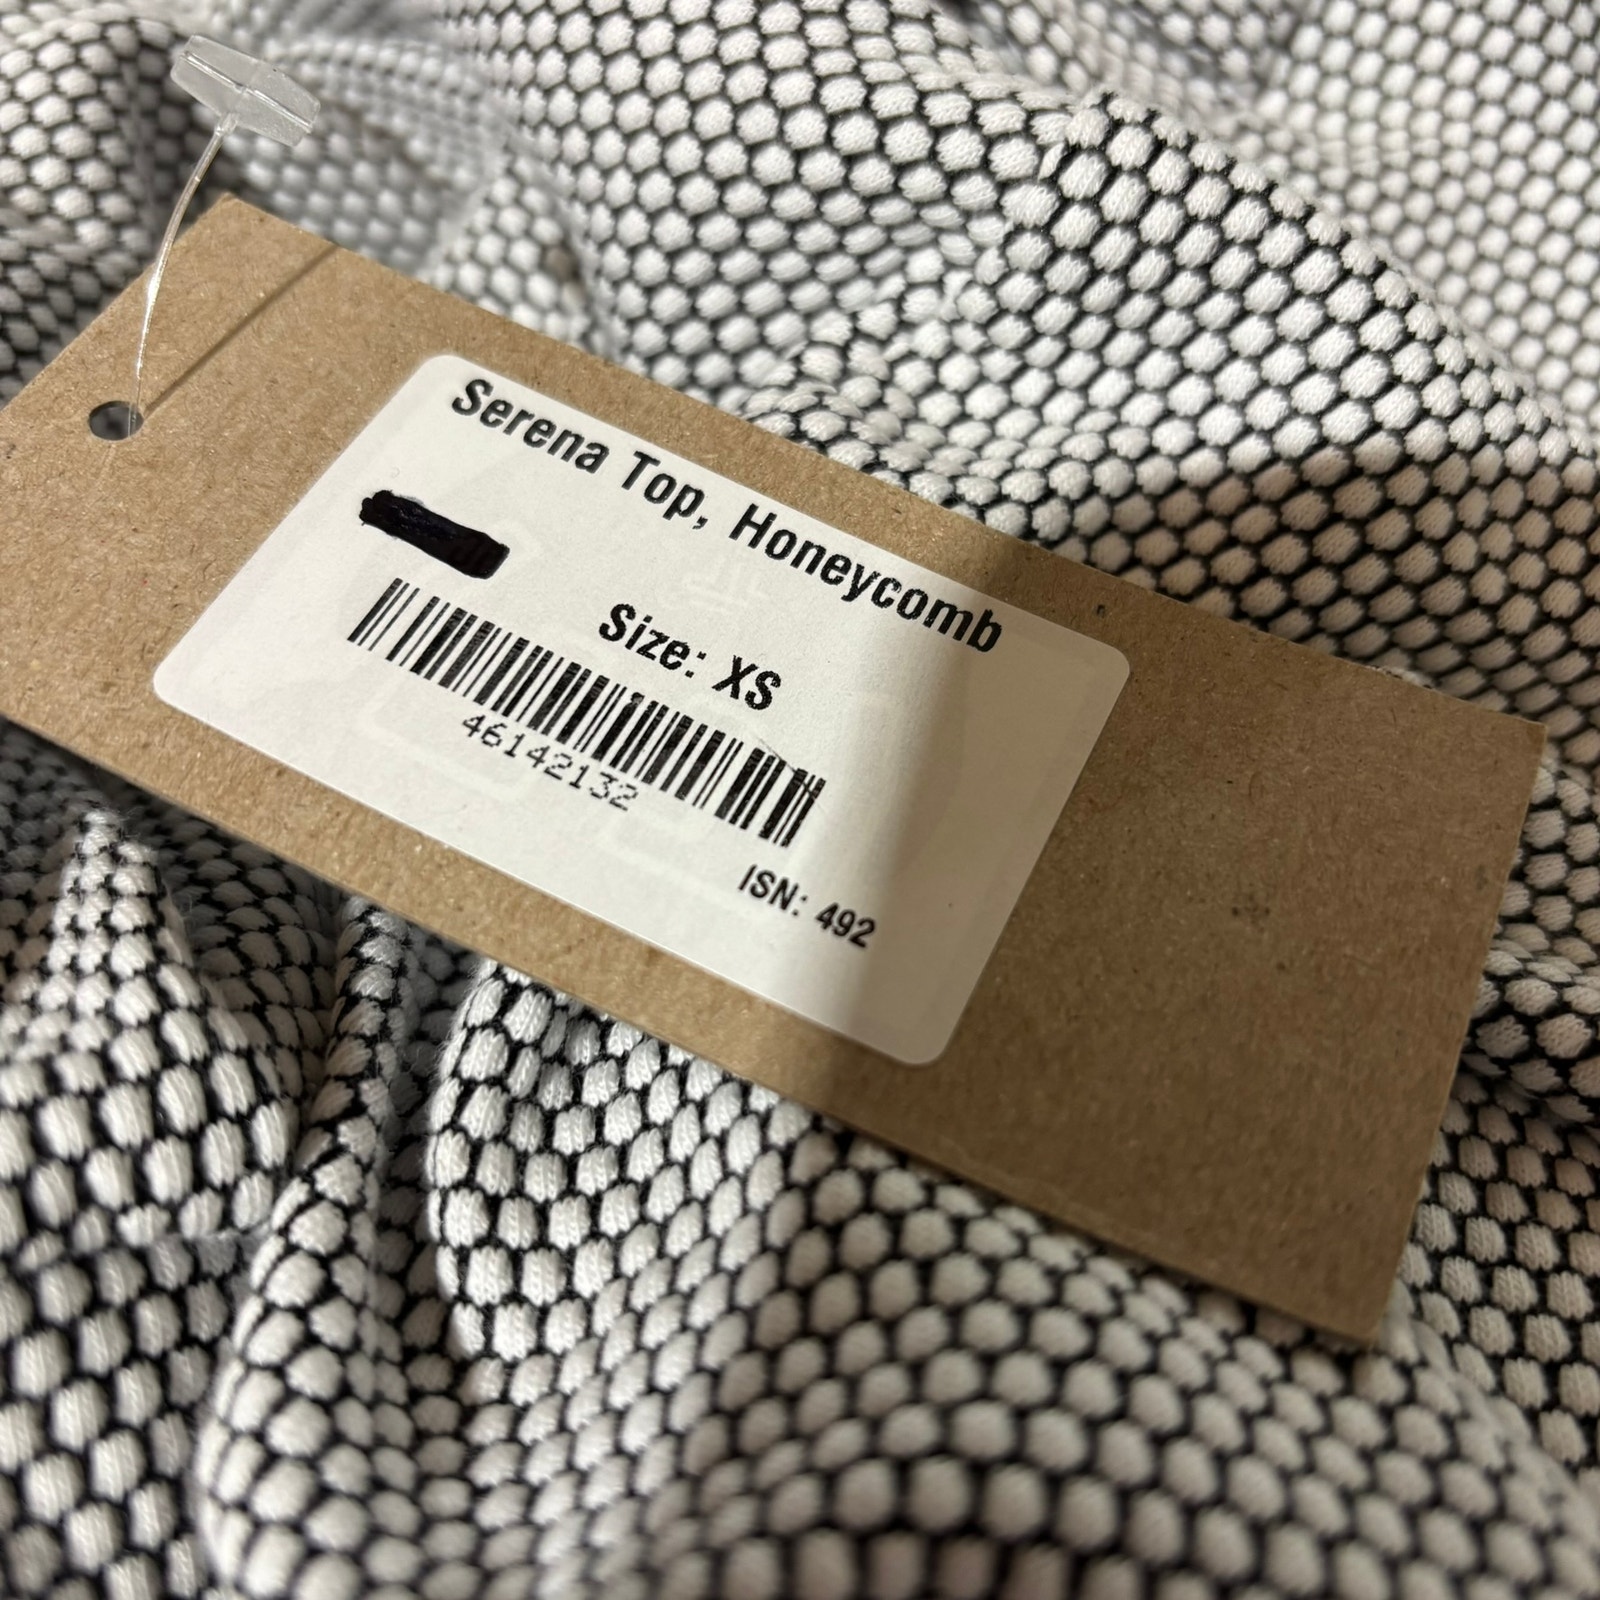 Serena Top, Honeycomb
Size: XS
46142132
ISN: 492